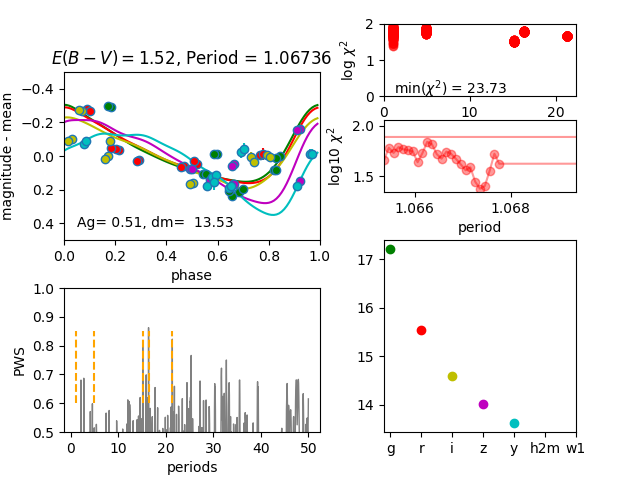 E(B − V) = 1.52, Period = 1.06736
magnitude - mean
−0.4
−0.2
0.0
0.2
0.4
Ag= 0.51, dm=  13.53
0.0 0.2 0.4 0.6 0.8 1.0
phase
log χ²
2
1
0
min(χ²) = 23.73
0 10 20
log10 χ²
2.0
1.5
1.066 1.068
period
PWS
1.0
0.9
0.8
0.7
0.6
0.5
0 10 20 30 40 50
periods
17
16
15
14
g r i z y h2m w1